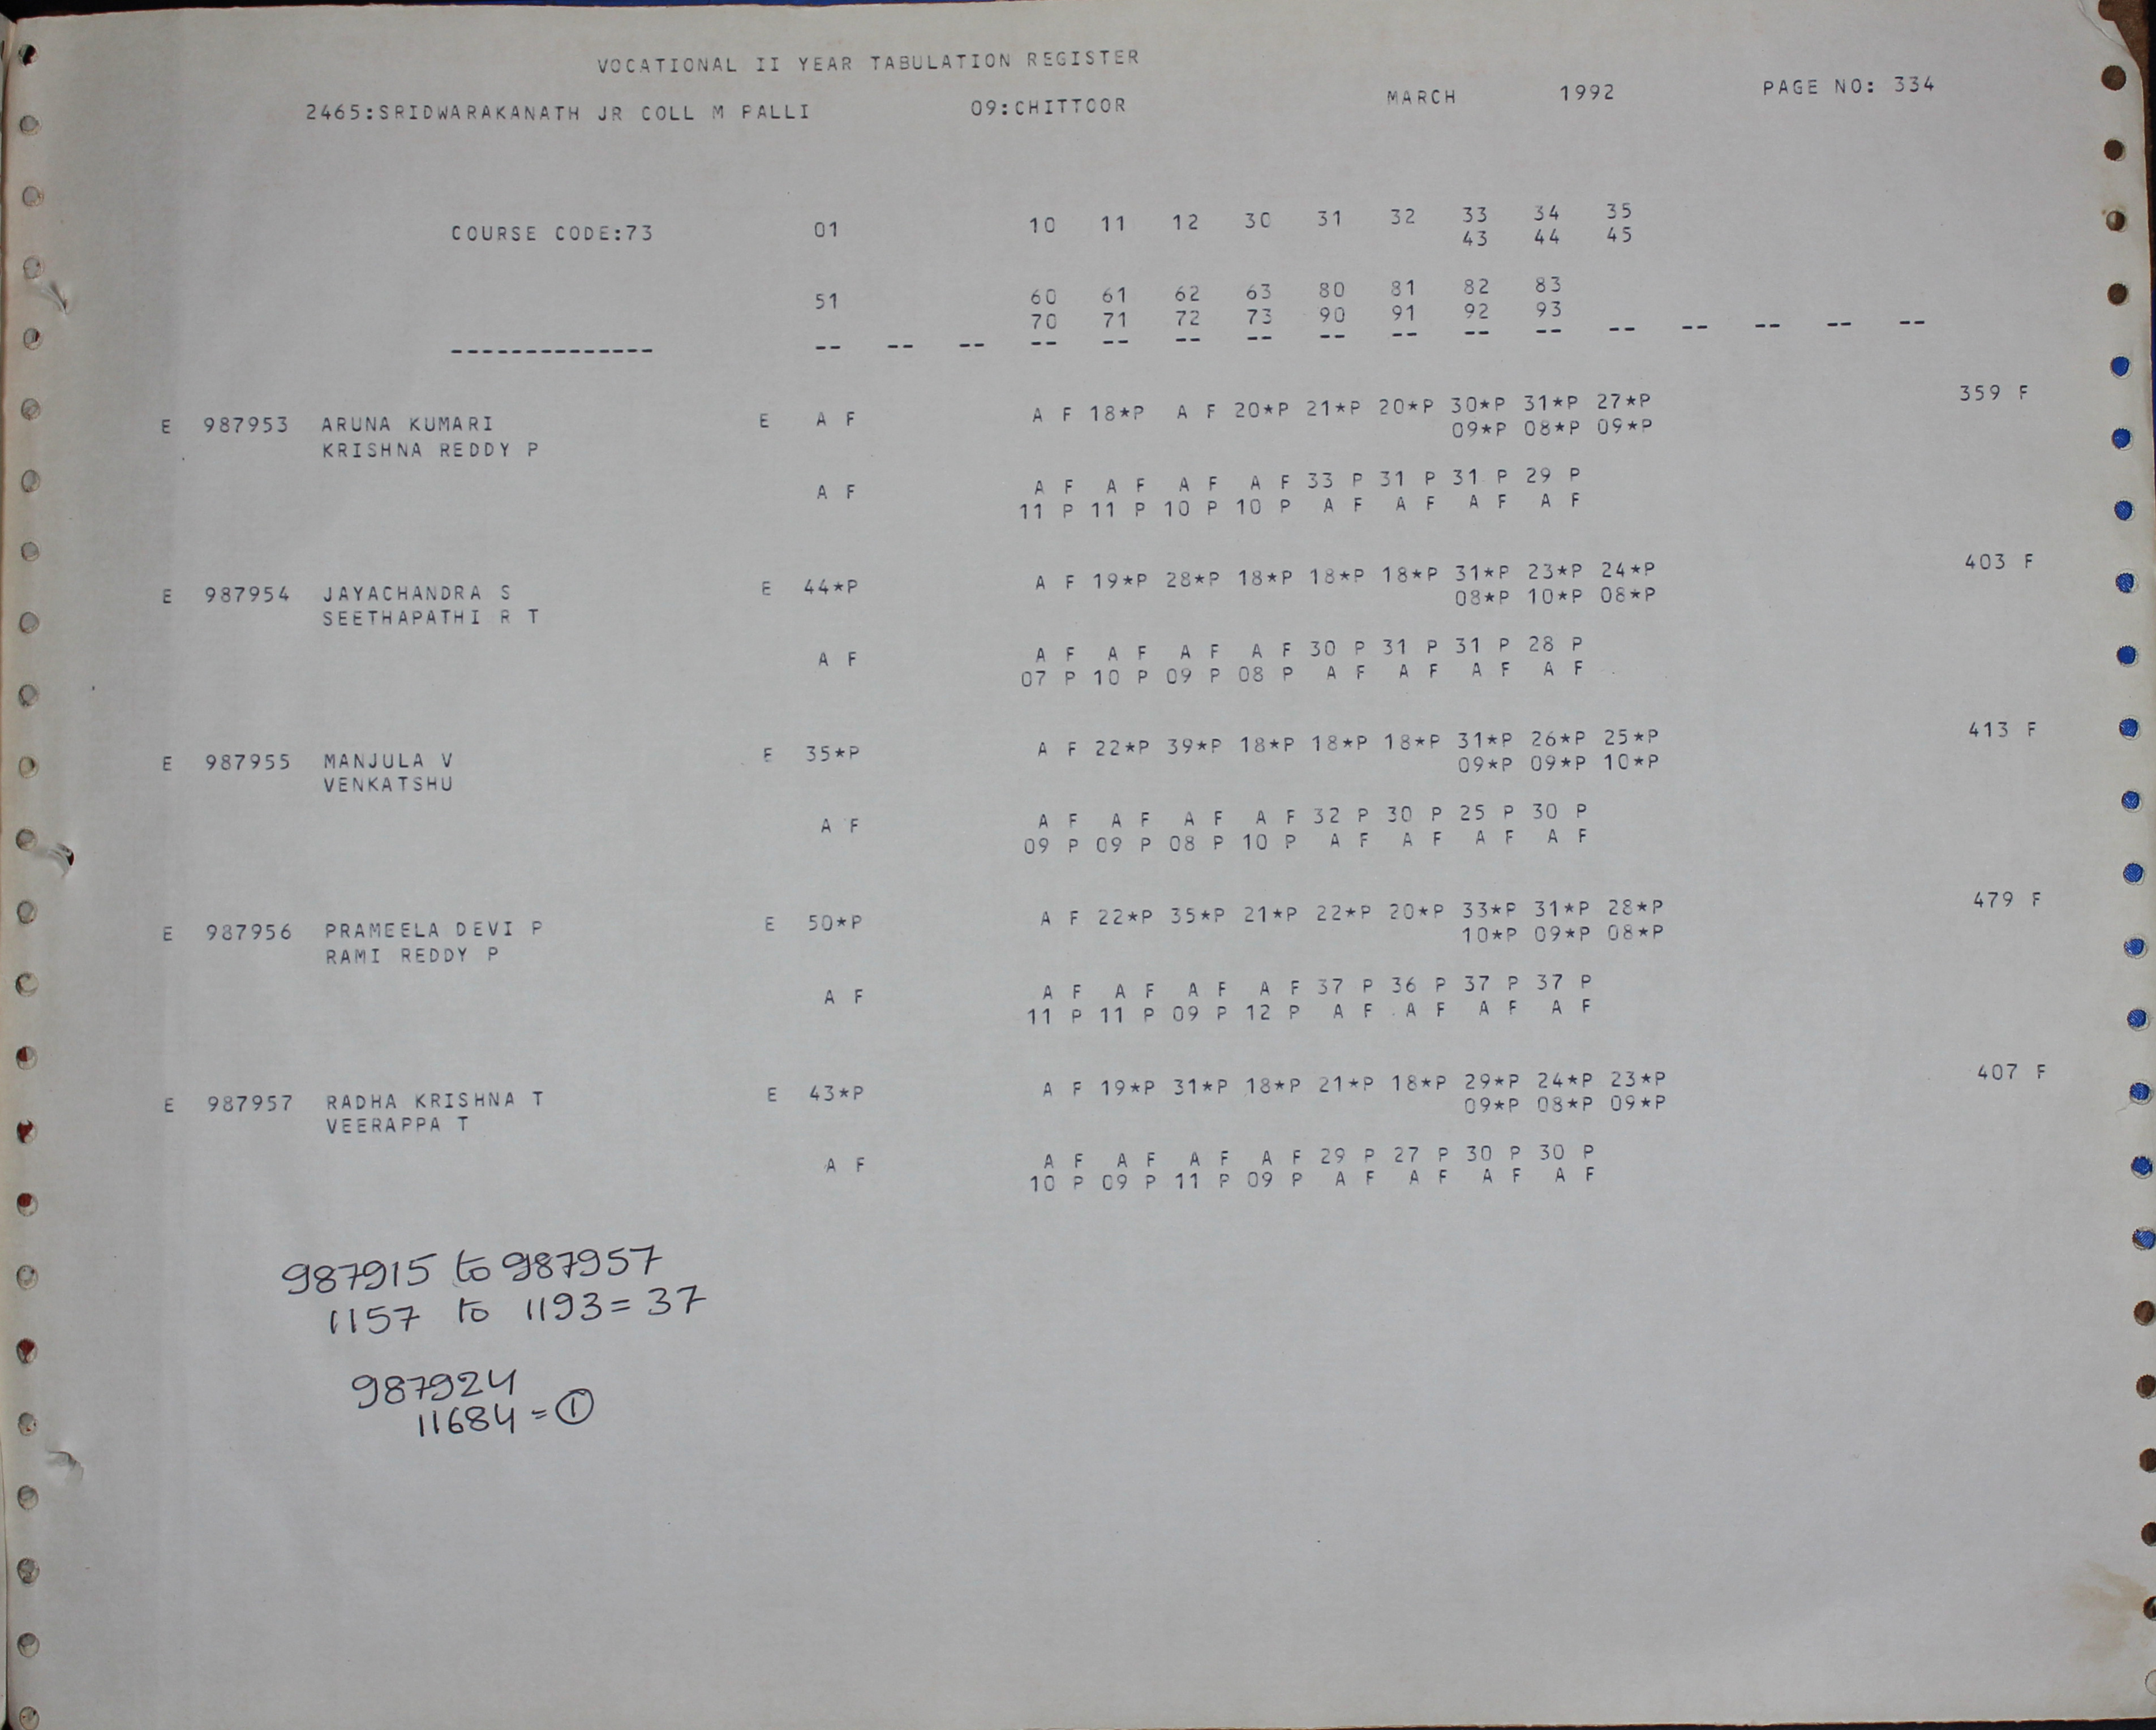 VOCATIONAL II YEAR TABULATION REGISTER
2465:SRIDWARAKANATH JR COLL M PALLI 09:CHITTOOR MARCH 1992 PAGE NO: 334
COURSE CODE:73 01 10 11 12 30 31 32 33 34 35
43 44 45
51 60 61 62 63 80 81 82 83
70 71 72 73 90 91 92 93
-------------- -- -- -- -- -- -- -- -- -- -- -- -- -- -- -- --
E 987953 ARUNA KUMARI E A F A F 18*P A F 20*P 21*P 20*P 30*P 31*P 27*P 359 F
KRISHNA REDDY P 09*P 08*P 09*P
A F A F A F A F A F 33 P 31 P 31 P 29 P
11 P 11 P 10 P 10 P A F A F A F A F
E 987954 JAYACHANDRA S E 44*P A F 19*P 28*P 18*P 18*P 18*P 31*P 23*P 24*P 403 F
SEETHAPATHI R T 08*P 10*P 08*P
A F A F A F A F A F 30 P 31 P 31 P 28 P
07 P 10 P 09 P 08 P A F A F A F A F
E 987955 MANJULA V E 35*P A F 22*P 39*P 18*P 18*P 18*P 31*P 26*P 25*P 413 F
VENKATSHU 09*P 09*P 10*P
A F A F A F A F A F 32 P 30 P 25 P 30 P
09 P 09 P 08 P 10 P A F A F A F A F
E 987956 PRAMEELA DEVI P E 50*P A F 22*P 35*P 21*P 22*P 20*P 33*P 31*P 28*P 479 F
RAMI REDDY P 10*P 09*P 08*P
A F A F A F A F A F 37 P 36 P 37 P 37 P
11 P 11 P 09 P 12 P A F A F A F A F
E 987957 RADHA KRISHNA T E 43*P A F 19*P 31*P 18*P 21*P 18*P 29*P 24*P 23*P 407 F
VEERAPPA T 09*P 08*P 09*P
A F A F A F A F A F 29 P 27 P 30 P 30 P
10 P 09 P 11 P 09 P A F A F A F A F
987915 to 987957
1157 to 1193 = 37
987924
11684 = 1